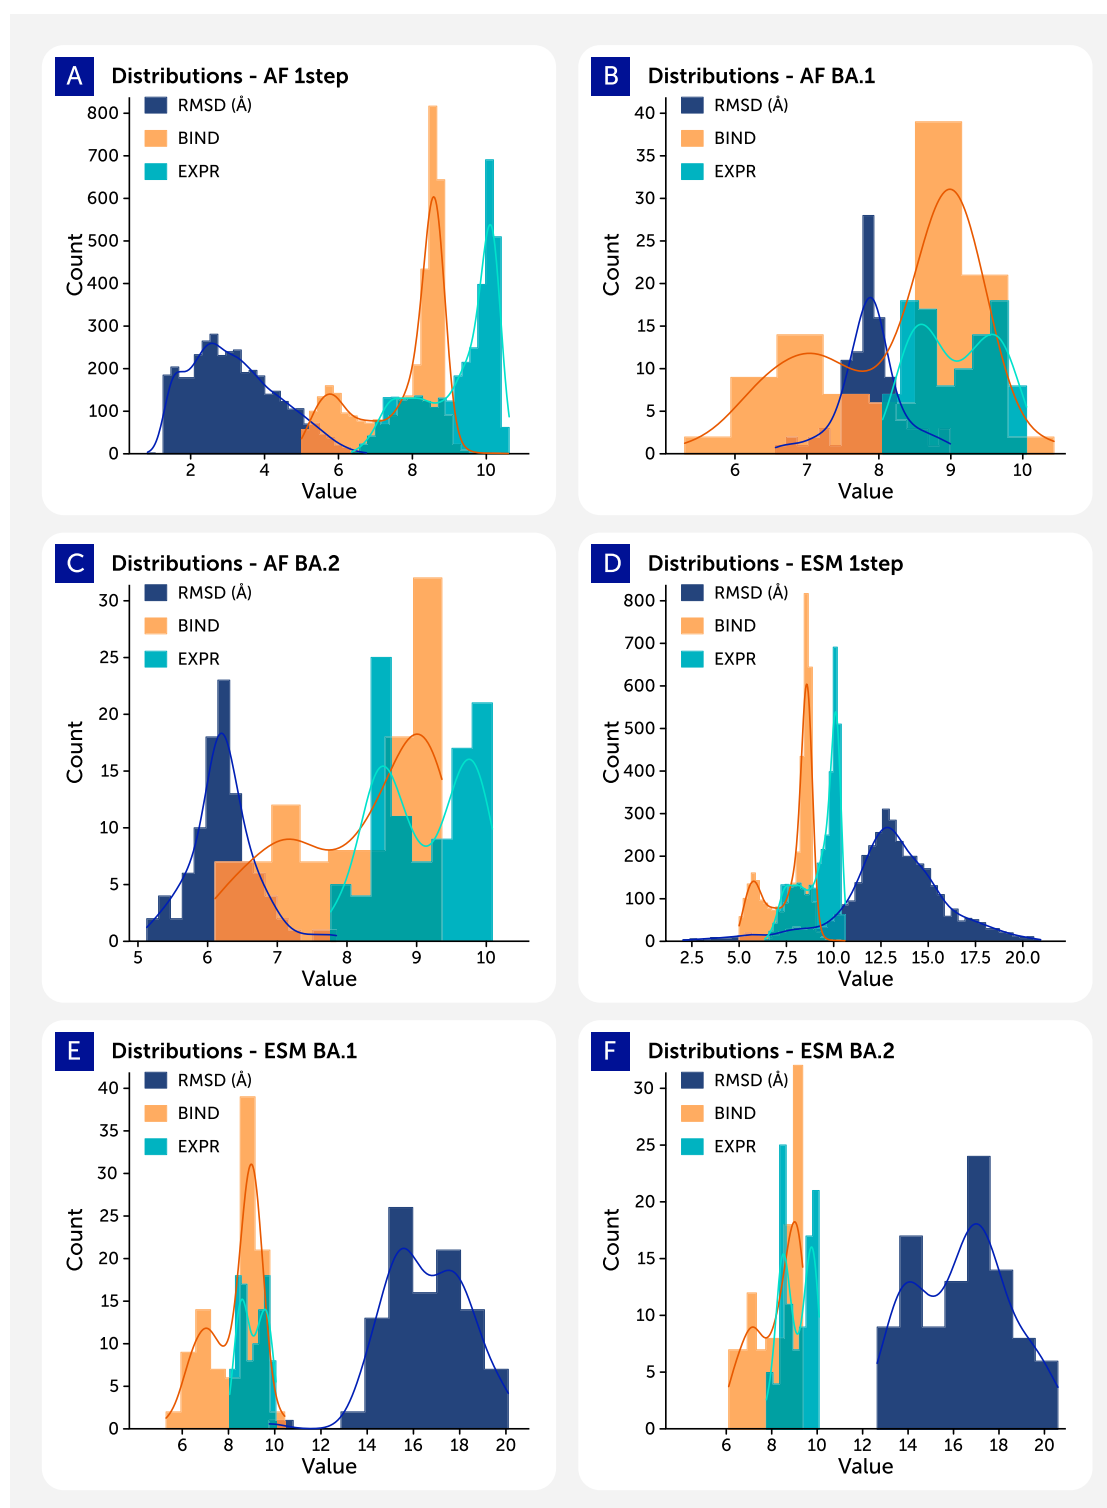 A Distributions - AF 1step
RMSD (Å)
BIND
EXPR
Count
800
700
600
500
400
300
200
100
0
2 4 6 8 10
Value
B Distributions - AF BA.1
RMSD (Å)
BIND
EXPR
Count
40
35
30
25
20
15
10
5
0
6 7 8 9 10
Value
C Distributions - AF BA.2
RMSD (Å)
BIND
EXPR
Count
30
25
20
15
10
5
0
5 6 7 8 9 10
Value
D Distributions - ESM 1step
RMSD (Å)
BIND
EXPR
Count
800
700
600
500
400
300
200
100
0
2.5 5.0 7.5 10.0 12.5 15.0 17.5 20.0
Value
E Distributions - ESM BA.1
RMSD (Å)
BIND
EXPR
Count
40
35
30
25
20
15
10
5
0
6 8 10 12 14 16 18 20
Value
F Distributions - ESM BA.2
RMSD (Å)
BIND
EXPR
Count
30
25
20
15
10
5
0
6 8 10 12 14 16 18 20
Value